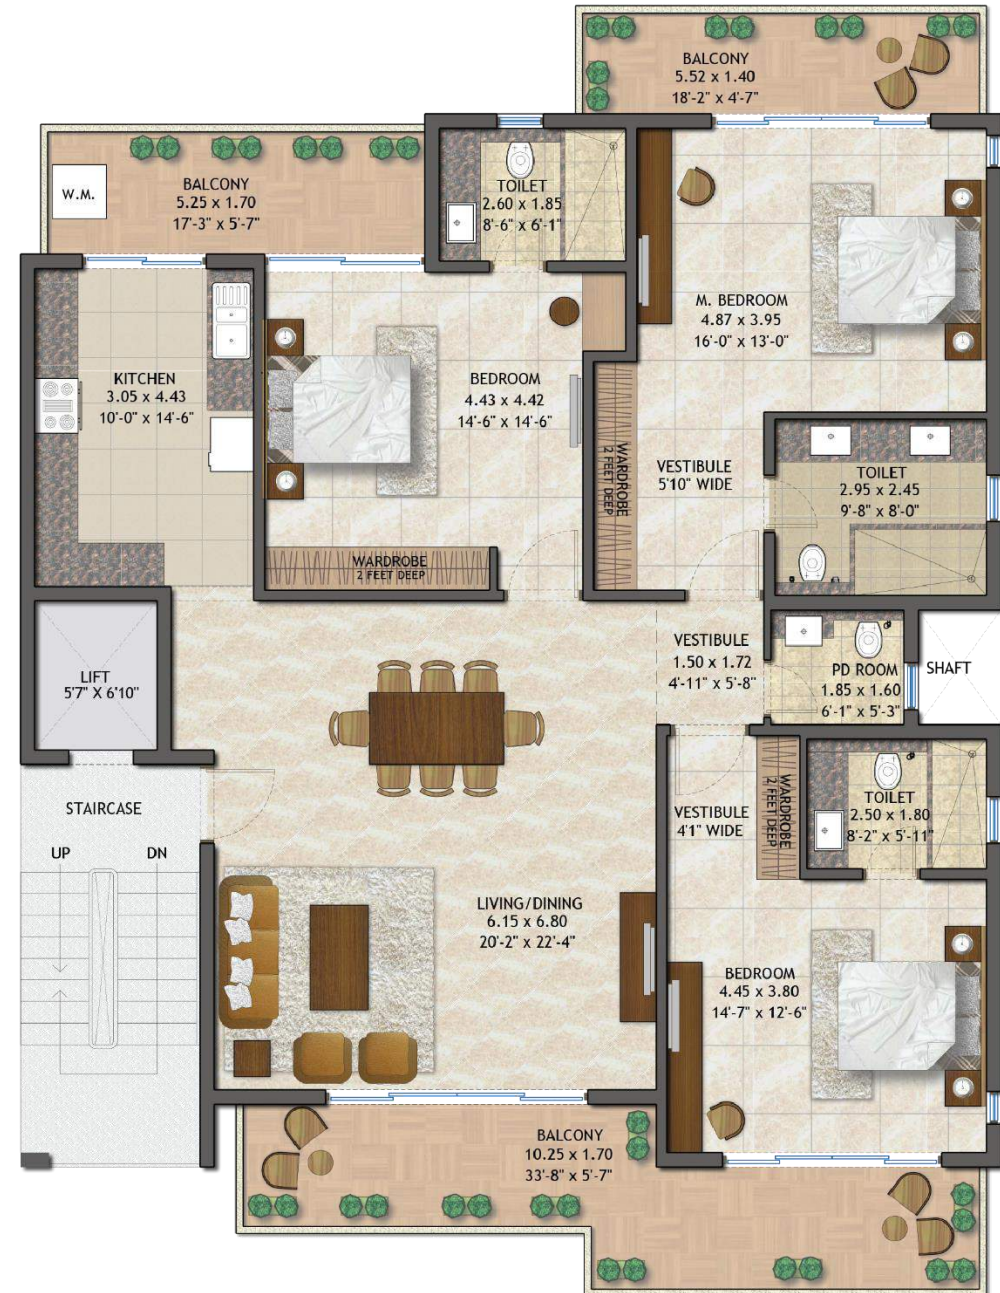 BALCONY
5.52 x 1.40
18'-2" x 4'-7"
W.M.
BALCONY
5.25 x 1.70
17'-3" x 5'-7"
TOILET
2.60 x 1.85
8'-6" x 6'-1"
M. BEDROOM
4.87 x 3.95
16'-0" x 13'-0"
KITCHEN
3.05 x 4.43
10'-0" x 14'-6"
BEDROOM
4.43 x 4.42
14'-6" x 14'-6"
WARDROBE
2 FEET DEEP
VESTIBULE
5'10" WIDE
TOILET
2.95 x 2.45
9'-8" x 8'-0"
WARDROBE
2 FEET DEEP
LIFT
5'7" X 6'10"
VESTIBULE
1.50 x 1.72
4'-11" x 5'-8"
PD ROOM
1.85 x 1.60
6'-1" x 5'-3"
SHAFT
STAIRCASE
UP
DN
VESTIBULE
4'1" WIDE
WARDROBE
2 FEET DEEP
TOILET
2.50 x 1.80
8'-2" x 5'-11"
LIVING/DINING
6.15 x 6.80
20'-2" x 22'-4"
BEDROOM
4.45 x 3.80
14'-7" x 12'-6"
BALCONY
10.25 x 1.70
33'-8" x 5'-7"